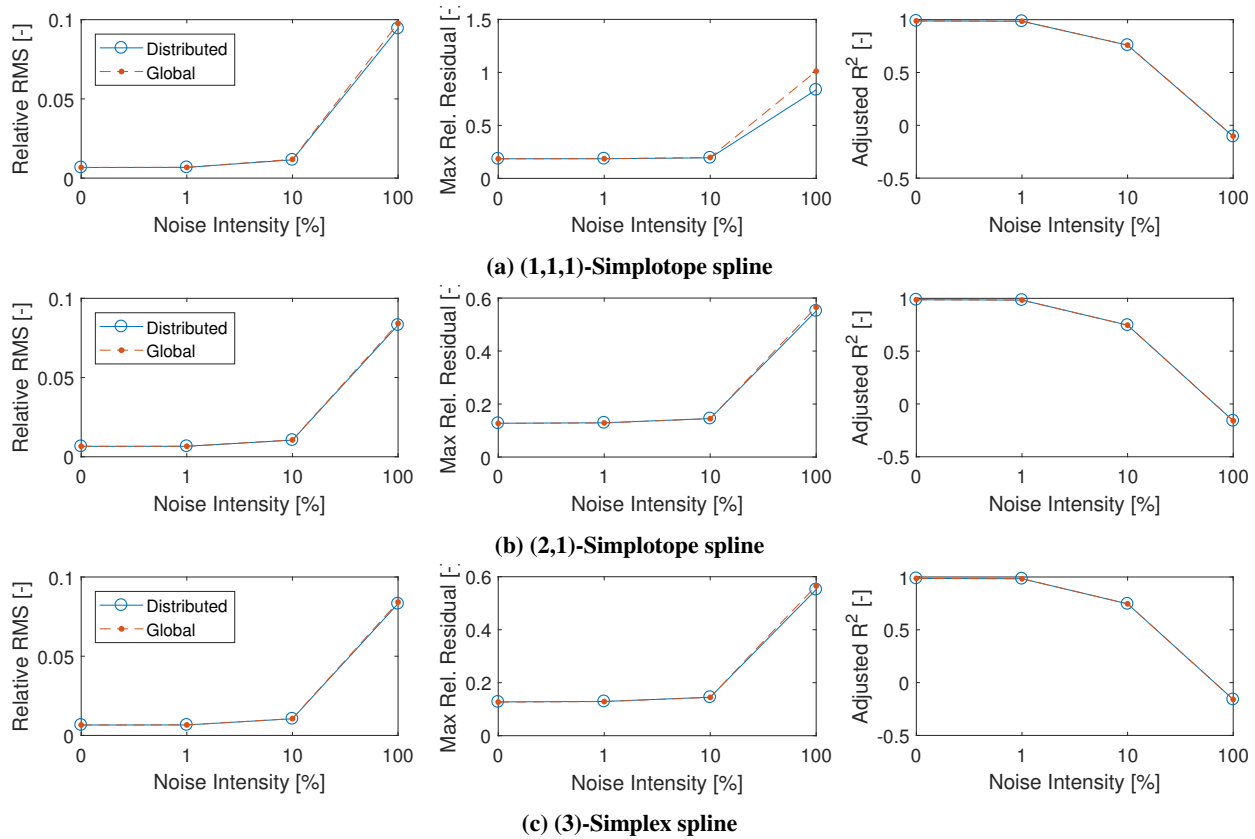 Relative RMS [-]
0.1
0.05
0
Distributed
Global
0 1 10 100
Noise Intensity [%]
Max Rel. Residual [-
1.5
1
0.5
0
0 1 10 100
Noise Intensity [%]
Adjusted R² [-]
1
0.5
0
-0.5
0 1 10 100
Noise Intensity [%]
(a) (1,1,1)-Simplotope spline
Relative RMS [-]
0.1
0.05
0
Distributed
Global
0 1 10 100
Noise Intensity [%]
Max Rel. Residual [-
0.6
0.4
0.2
0
0 1 10 100
Noise Intensity [%]
Adjusted R² [-]
1
0.5
0
-0.5
0 1 10 100
Noise Intensity [%]
(b) (2,1)-Simplotope spline
Relative RMS [-]
0.1
0.05
0
Distributed
Global
0 1 10 100
Noise Intensity [%]
Max Rel. Residual [-
0.6
0.4
0.2
0
0 1 10 100
Noise Intensity [%]
Adjusted R² [-]
1
0.5
0
-0.5
0 1 10 100
Noise Intensity [%]
(c) (3)-Simplex spline